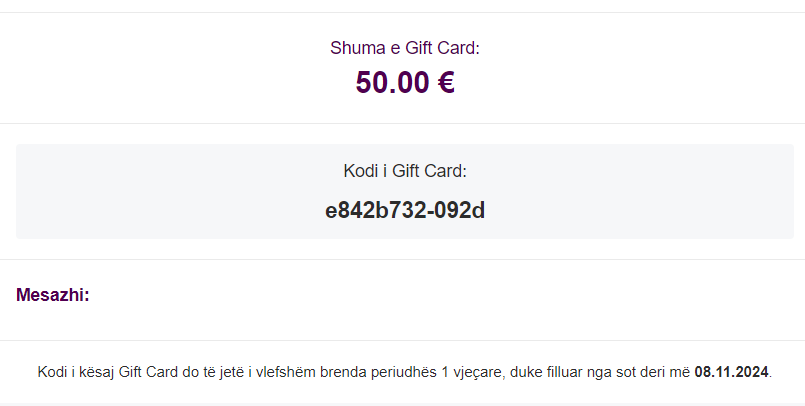 Shuma e Gift Card:
50.00 €
Kodi i Gift Card:
e842b732-092d
Mesazhi:
Kodi i kësaj Gift Card do të jetë i vlefshëm brenda periudhës 1 vjeçare, duke filluar nga sot deri më 08.11.2024.